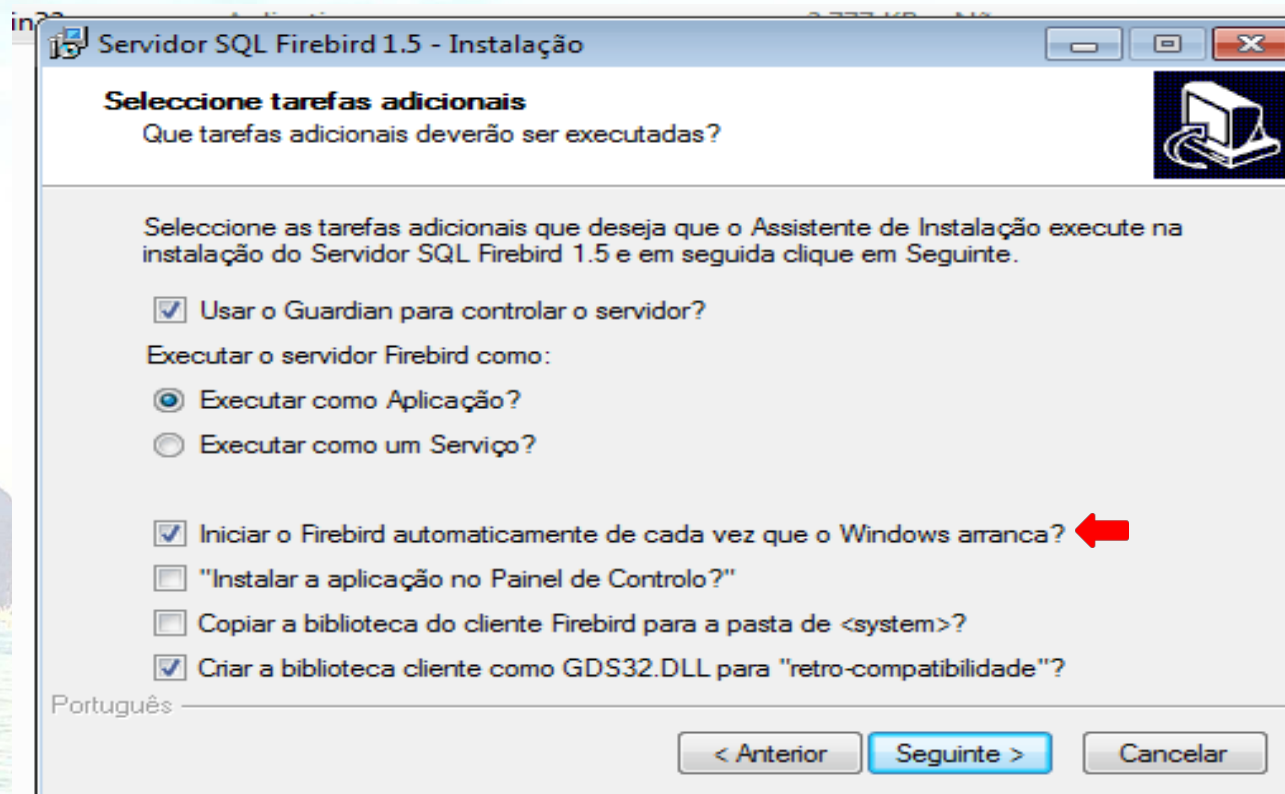 Servidor SQL Firebird 1.5 - Instalação
Seleccione tarefas adicionais
Que tarefas adicionais deverão ser executadas?
Seleccione as tarefas adicionais que deseja que o Assistente de Instalação execute na
instalação do Servidor SQL Firebird 1.5 e em seguida clique em Seguinte.
Usar o Guardian para controlar o servidor?
Executar o servidor Firebird como:
Executar como Aplicação?
Executar como um Serviço?
Iniciar o Firebird automaticamente de cada vez que o Windows arranca?
"Instalar a aplicação no Painel de Controlo?"
Copiar a biblioteca do cliente Firebird para a pasta de <system>?
Criar a biblioteca cliente como GDS32.DLL para "retro-compatibilidade"?
Português
< Anterior
Seguinte >
Cancelar